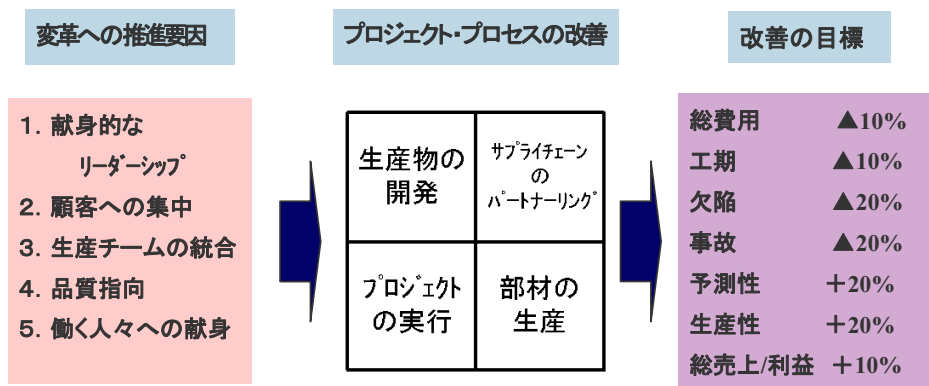 変革への推進要因
1. 献身的な
リーダーシップ
2. 顧客への集中
3. 生産チームの統合
4. 品質指向
5. 働く人々への献身
プロジェクト・プロセスの改善
生産物の
開発
サプライチェーン
の
パートナーリング
プロジェクト
の実行
部材の
生産
改善の目標
総費用 ▲10%
工期 ▲10%
欠陥 ▲20%
事故 ▲20%
予測性 +20%
生産性 +20%
総売上/利益 +10%